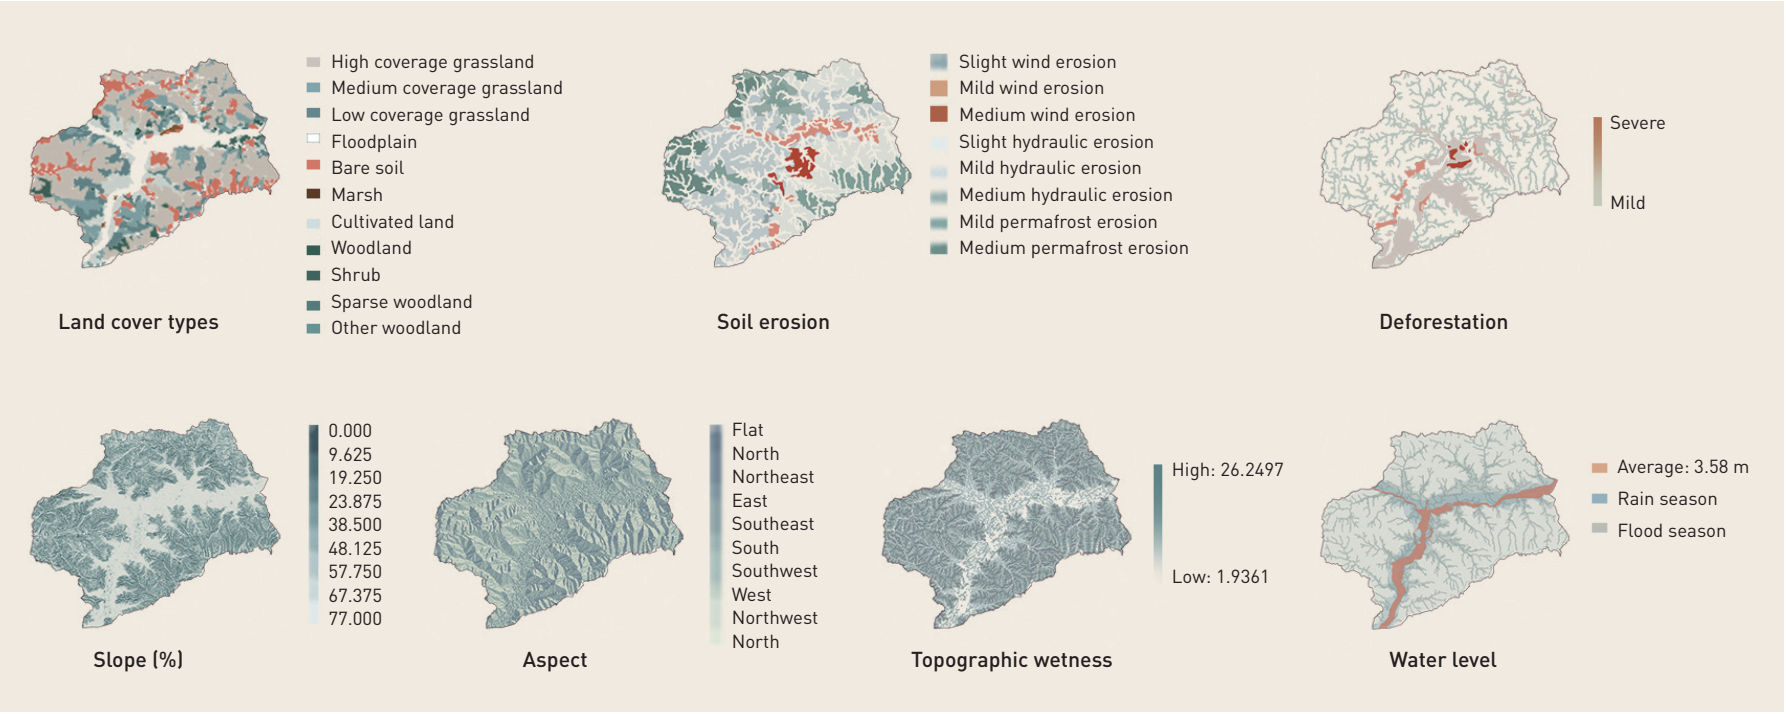 High coverage grassland
Medium coverage grassland
Low coverage grassland
Floodplain
Bare soil
Marsh
Cultivated land
Woodland
Shrub
Sparse woodland
Other woodland
Land cover types
Slight wind erosion
Mild wind erosion
Medium wind erosion
Slight hydraulic erosion
Mild hydraulic erosion
Medium hydraulic erosion
Mild permafrost erosion
Medium permafrost erosion
Soil erosion
Severe
Mild
Deforestation
0.000
9.625
19.250
23.875
38.500
48.125
57.750
67.375
77.000
Slope (%)
Flat
North
Northeast
East
Southeast
South
Southwest
West
Northwest
North
Aspect
High: 26.2497
Low: 1.9361
Topographic wetness
Average: 3.58 m
Rain season
Flood season
Water level